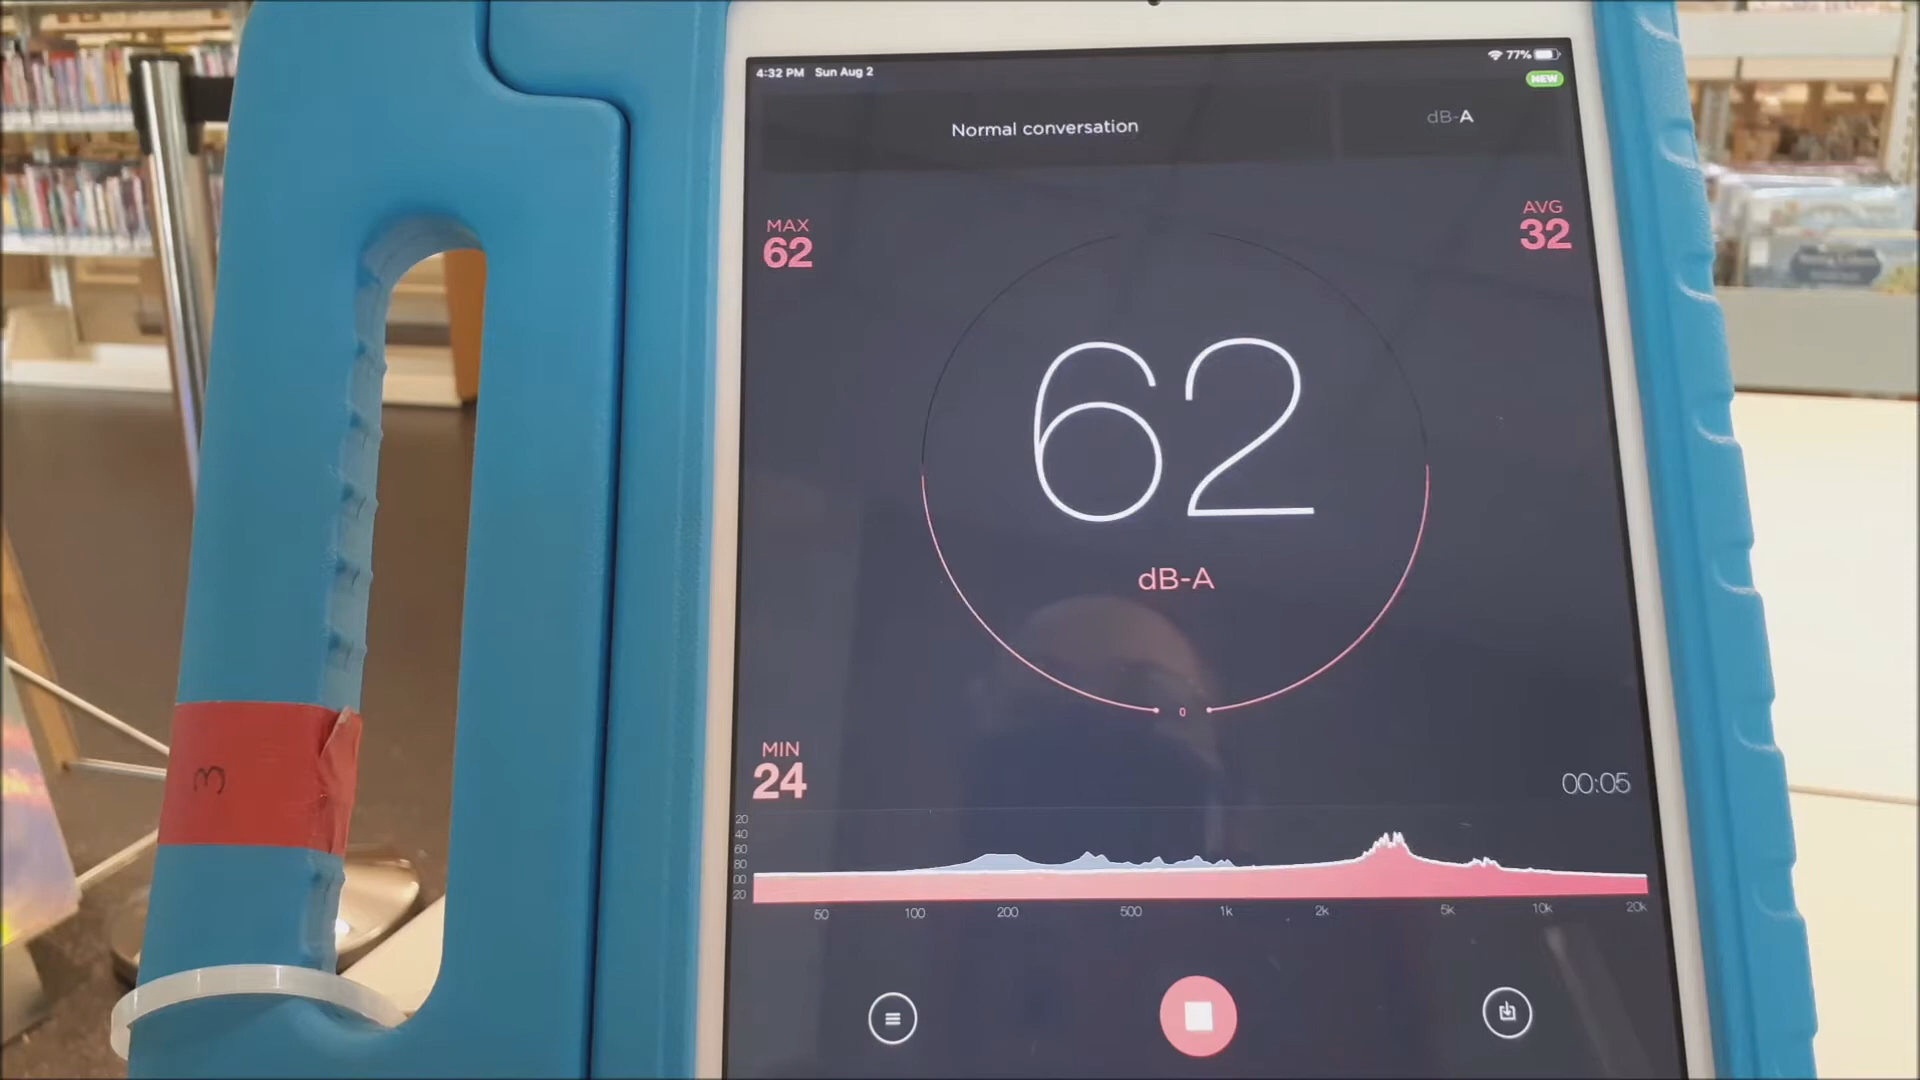 4:32 PM Sun Aug 2
77%
NEW
Normal conversation
dB-A
MAX
62
AVG
32
62
dB-A
0
MIN
24
00:05
20
40
60
80
00
20
50 100 200 500 1k 2k 5k 10k 20k
3